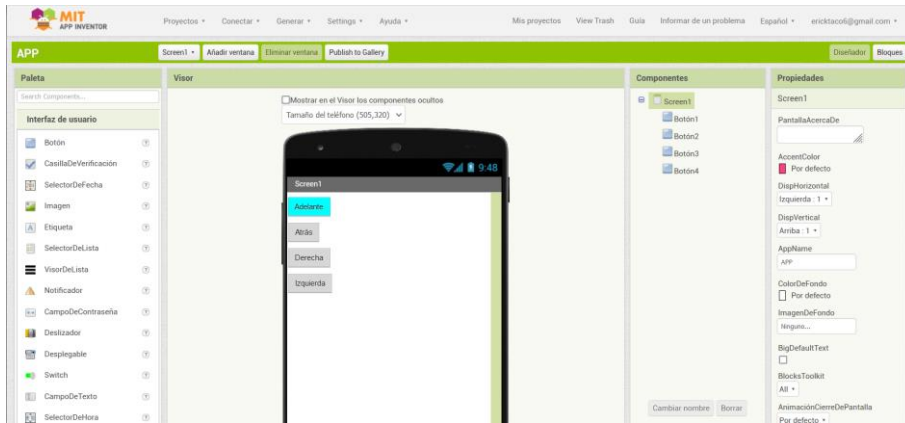 MIT
APP INVENTOR
Proyectos Conectar Generar Settings Ayuda
Mis proyectos View Trash Guía Informar de un problema Español ericktacoli@gmail.com
APP
Screen1 Añadir ventana Eliminar ventana Publish to Gallery
Diseñador Bloques
Paleta
Search Components...
Interfaz de usuario
Botón
CasillaDeVerificación
SelectorDeFecha
Imagen
Etiqueta
SelectorDeLista
VisorDeLista
Notificador
CampoDeContraseña
Deslizador
Desplegable
Switch
CampoDeTexto
SelectorDeHora
Visor
Mostrar en el Visor los componentes ocultos
Tamaño del teléfono (505,320)
9:48
Screen1
Adelante
Atrás
Derecha
Izquierda
Componentes
Screen1
Botón1
Botón2
Botón3
Botón4
Cambiar nombre Borrar
Propiedades
Screen1
PantallaAcercaDe
AccentColor
Por defecto
DispHorizontal
Izquierda : 1
DispVertical
Arriba : 1
AppName
APP
ColorDeFondo
Por defecto
ImagenDeFondo
Ninguno...
BigDefaultText
BlocksToolkit
All
AnimaciónCierreDePantalla
Por defecto